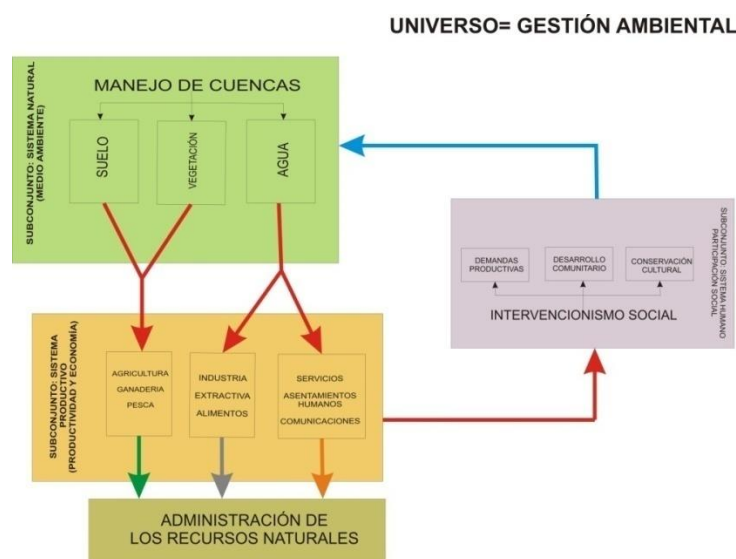 UNIVERSO= GESTIÓN AMBIENTAL
SUBCONJUNTO: SISTEMA NATURAL
(MEDIO AMBIENTE)
MANEJO DE CUENCAS
SUELO
VEGETACIÓN
AGUA
SUBCONJUNTO: SISTEMA HUMANO
PARTICIPACIÓN SOCIAL
DEMANDAS
PRODUCTIVAS
DESARROLLO
COMUNITARIO
CONSERVACIÓN
CULTURAL
INTERVENCIONISMO SOCIAL
SUBCONJUNTO: SISTEMA
PRODUCTIVO
(PRODUCTIVIDAD Y ECONOMÍA)
AGRICULTURA
GANADERIA
PESCA
INDUSTRIA
EXTRACTIVA
ALIMENTOS
SERVICIOS
ASENTAMIENTOS
HUMANOS
COMUNICACIONES
ADMINISTRACIÓN DE
LOS RECURSOS NATURALES